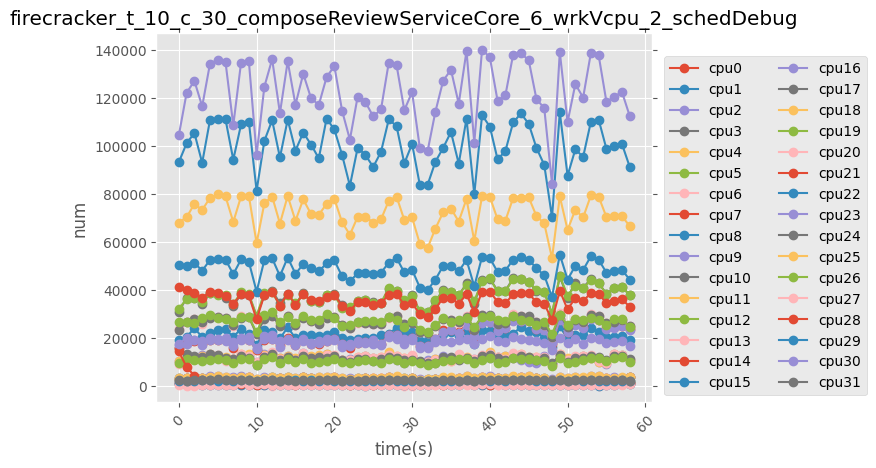 firecracker_t_10_c_30_composeReviewServiceCore_6_wrkVcpu_2_schedDebug
140000
120000
100000
80000
60000
40000
20000
0
num
0
10
20
30
40
50
60
time(s)
cpu0
cpu1
cpu2
cpu3
cpu4
cpu5
cpu6
cpu7
cpu8
cpu9
cpu10
cpu11
cpu12
cpu13
cpu14
cpu15
cpu16
cpu17
cpu18
cpu19
cpu20
cpu21
cpu22
cpu23
cpu24
cpu25
cpu26
cpu27
cpu28
cpu29
cpu30
cpu31